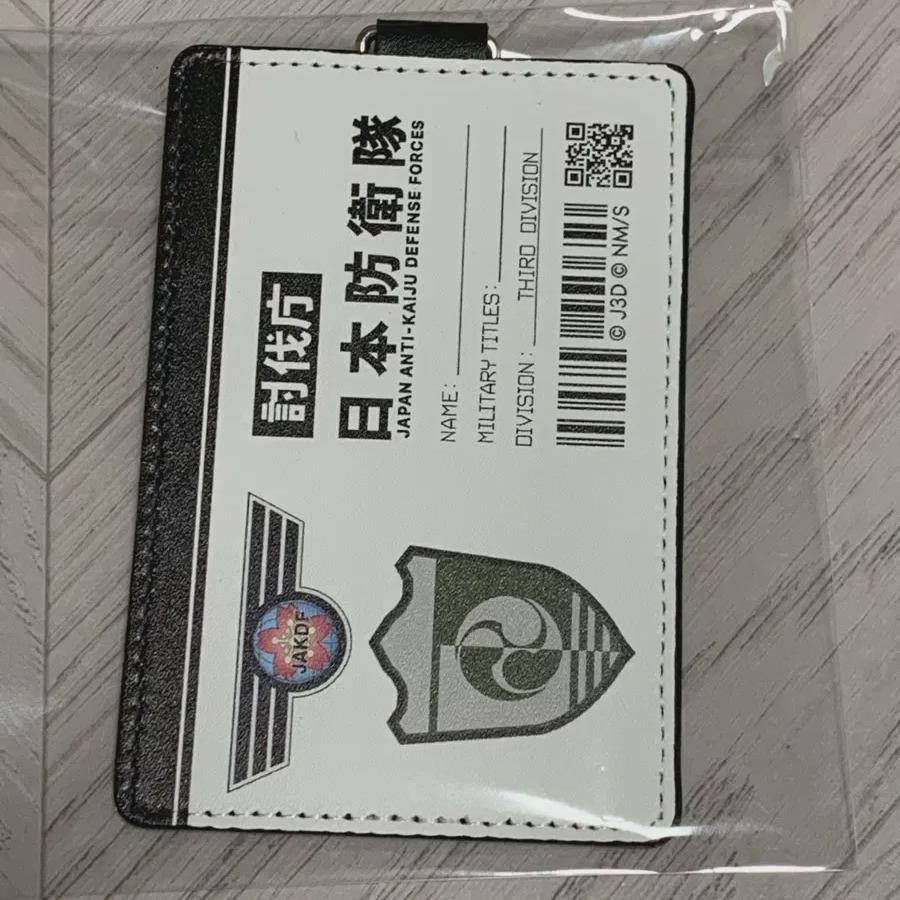 討伐方
日本防衛隊
JAPAN ANTI-KAIJU DEFENSE FORCES
NAME:
MILITARY TITLES:
DIVISION: THIRD DIVISION
© J3D © NM/S
JAKDF